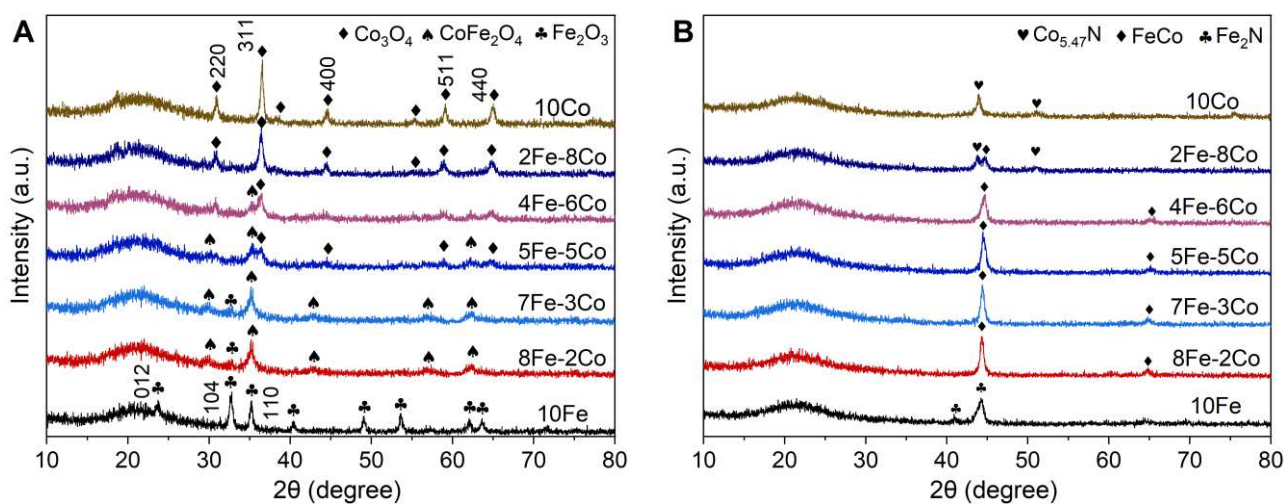 A
♦ Co₃O₄ ♠ CoFe₂O₄ ♣ Fe₂O₃
220
311
400
511
440
10Co
2Fe-8Co
4Fe-6Co
5Fe-5Co
7Fe-3Co
8Fe-2Co
012
104
110
10Fe
Intensity (a.u.)
10 20 30 40 50 60 70 80
2θ (degree)
B
♥ Co₅.₄₇N ♦ FeCo ♣ Fe₂N
10Co
2Fe-8Co
4Fe-6Co
5Fe-5Co
7Fe-3Co
8Fe-2Co
10Fe
Intensity (a.u.)
10 20 30 40 50 60 70 80
2θ (degree)